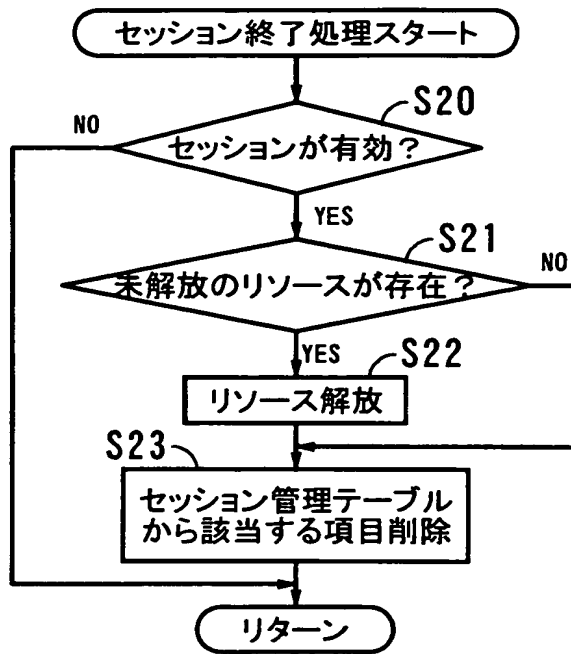 セッション終了処理スタート
S20
NO
セッションが有効？
YES
S21
NO
未解放のリソースが存在？
YES
S22
リソース解放
S23
セッション管理テーブル
から該当する項目削除
リターン